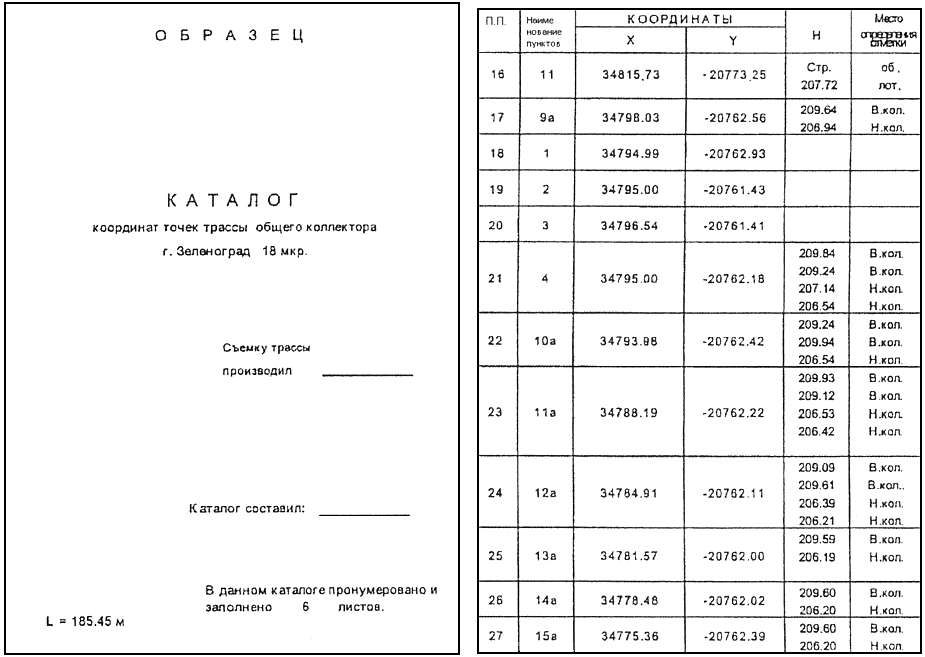 О Б Р А З Е Ц
К А Т А Л О Г
координат точек трассы общего коллектора
г. Зеленоград 18 мкр.
Съемку трассы
производил
Каталог составил:
В данном каталоге пронумеровано и
заполнено 6 листов.
L = 185.45 м
П.П. Наиме нование пунктов КООРДИНАТЫ X Y Н Место определения отметки
16 11 34815.73 -20773.25 Стр. об.
207.72 лот.
17 9а 34798.03 -20762.56 209.64 В.кол.
206.94 Н.кол.
18 1 34794.99 -20762.93
19 2 34795.00 -20761.43
20 3 34796.54 -20761.41
21 4 34795.00 -20762.18 209.84 В.кол.
209.24 В.кол.
207.14 Н.кол.
206.54 Н.кол.
22 10а 34793.98 -20762.42 209.24 В.кол.
209.94 В.кол.
206.54 Н.кол.
23 11а 34788.19 -20762.22 209.93 В.кол.
209.12 В.кол.
206.53 Н.кол.
206.42 Н.кол.
24 12а 34784.91 -20762.11 209.09 В.кол.
209.61 В.кол..
206.39 Н.кол.
206.21 Н.кол.
25 13а 34781.57 -20762.00 209.59 В.кол.
206.19 Н.кол.
26 14а 34778.48 -20762.02 209.60 В.кол.
206.20 Н.кол.
27 15а 34775.36 -20762.39 209.60 В.кол.
206.20 Н.кол.